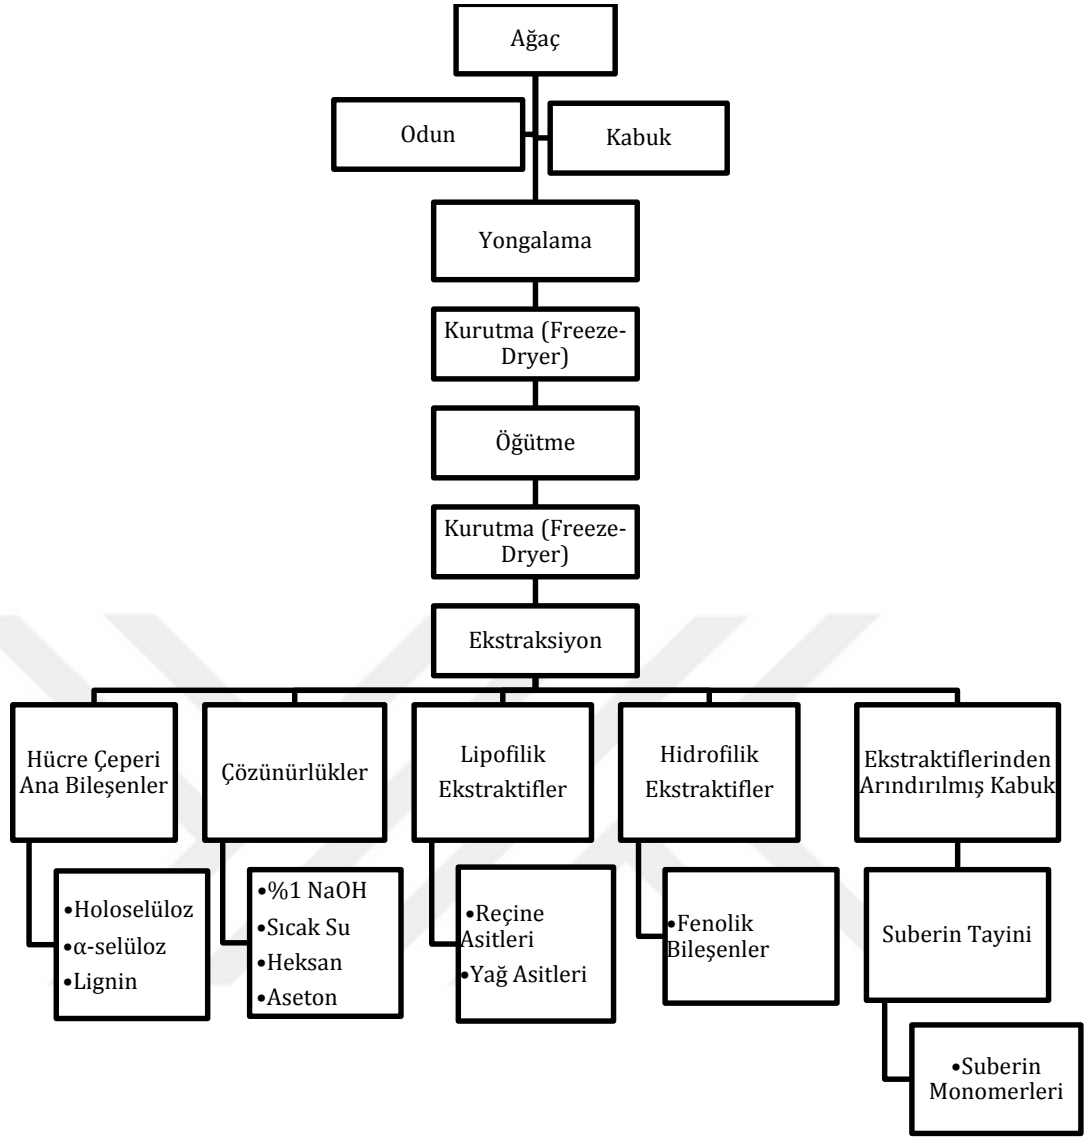 Ağaç
Odun
Kabuk
Yongalama
Kurutma (Freeze-
Dryer)
Öğütme
Kurutma (Freeze-
Dryer)
Ekstraksiyon
Hücre Çeperi
Ana Bileşenler
Çözünürlükler
Lipofilik
Ekstraktifler
Hidrofilik
Ekstraktifler
Ekstraktiflerinden
Arındırılmış Kabuk
•Holoselüloz
•α-selüloz
•Lignin
•%1 NaOH
•Sıcak Su
•Heksan
•Aseton
•Reçine
Asitleri
•Yağ Asitleri
•Fenolik
Bileşenler
Suberin Tayini
•Suberin
Monomerleri